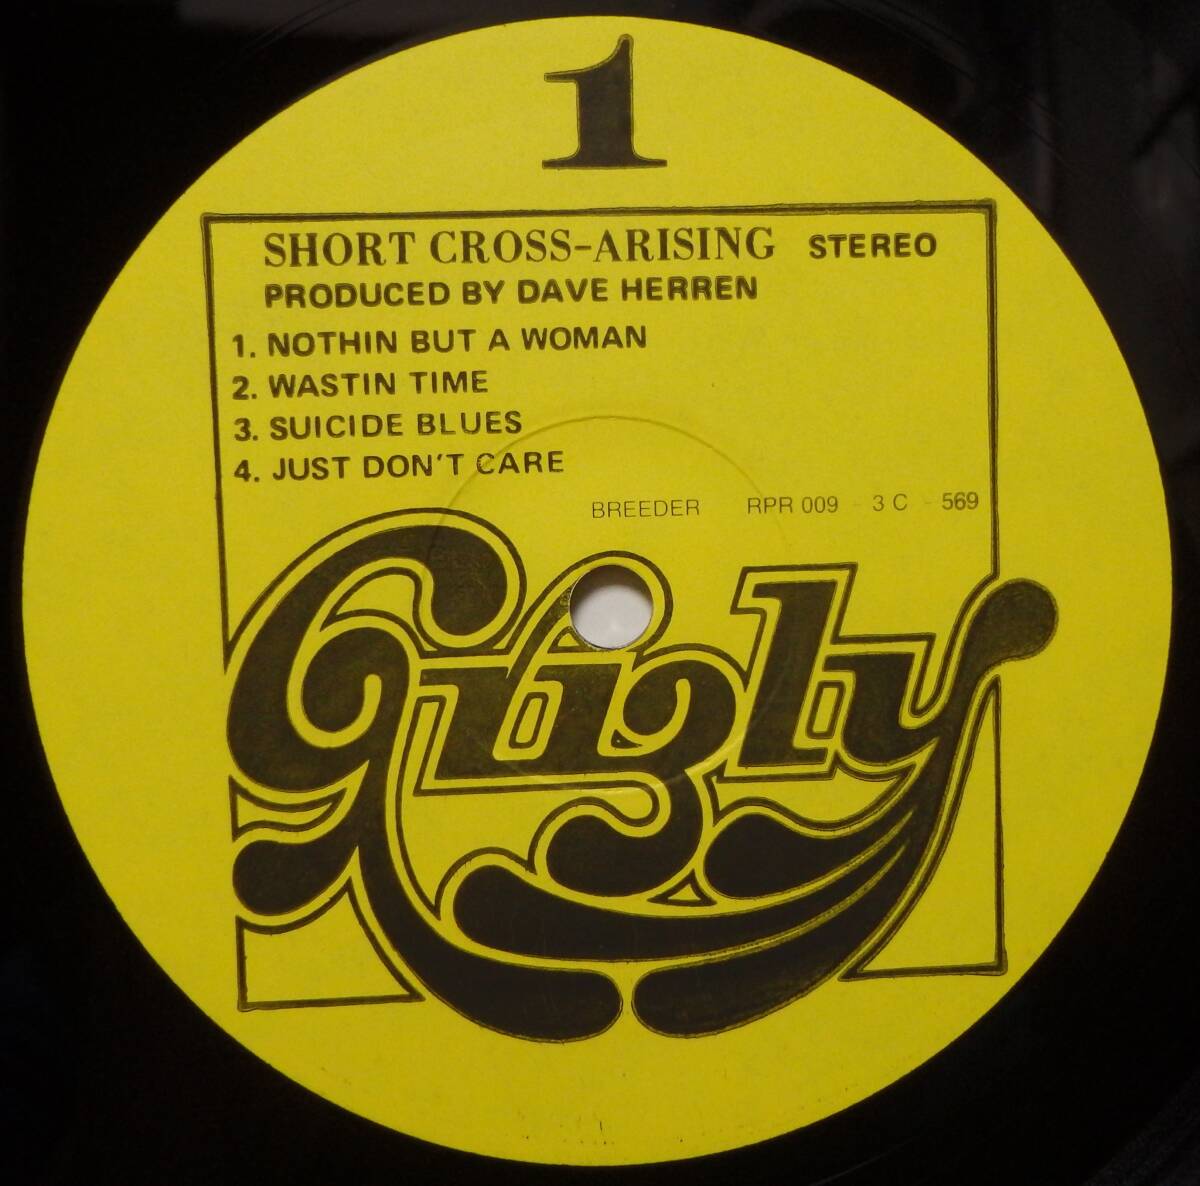 1
SHORT CROSS-ARISING STEREO
PRODUCED BY DAVE HERREN
1. NOTHIN BUT A WOMAN
2. WASTIN TIME
3. SUICIDE BLUES
4. JUST DON'T CARE
BREEDER RPR 009 - 3 C - 569
Grizly